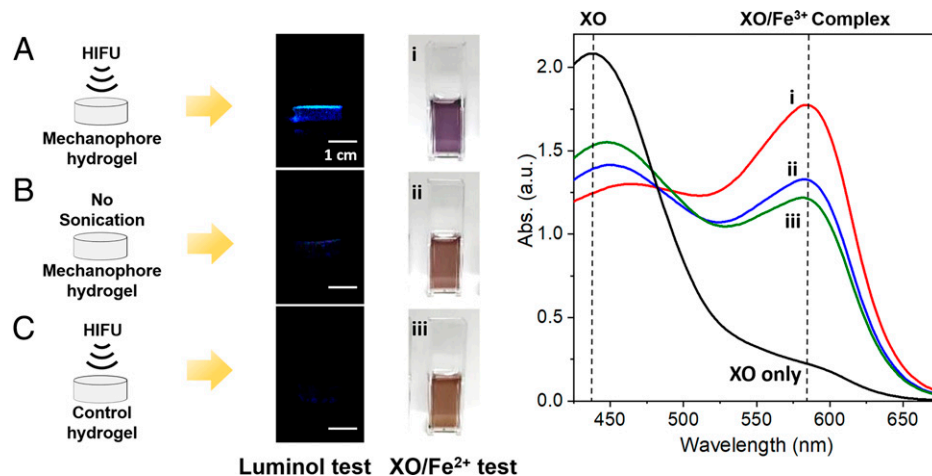 A
HIFU
Mechanophore
hydrogel
1 cm
i
B
No
Sonication
Mechanophore
hydrogel
ii
C
HIFU
Control
hydrogel
iii
Luminol test
XO/Fe²⁺ test
XO
XO/Fe³⁺ Complex
Abs. (a.u.)
2.0
1.5
1.0
0.5
0.0
i
ii
iii
XO only
450
500
550
600
650
Wavelength (nm)